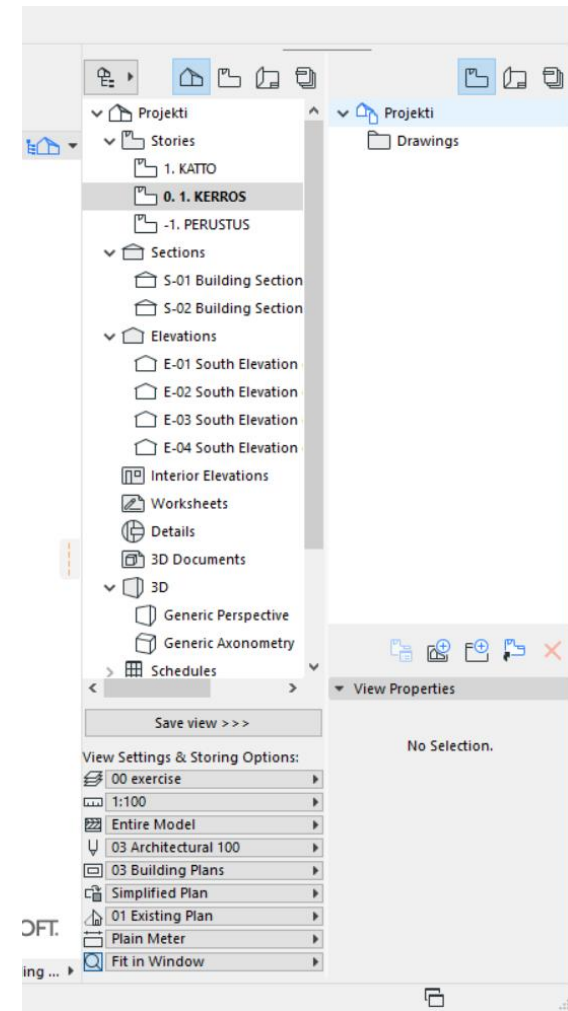 Projekti
Stories
1. KATTO
0. 1. KERROS
-1. PERUSTUS
Sections
S-01 Building Section
S-02 Building Section
Elevations
E-01 South Elevation
E-02 South Elevation
E-03 South Elevation
E-04 South Elevation
Interior Elevations
Worksheets
Details
3D Documents
3D
Generic Perspective
Generic Axonometry
Schedules
Save view >>>
View Settings & Storing Options:
00 exercise
1:100
Entire Model
03 Architectural 100
03 Building Plans
Simplified Plan
01 Existing Plan
Plain Meter
Fit in Window
Projekti
Drawings
View Properties
No Selection.
OFT.
ing ...